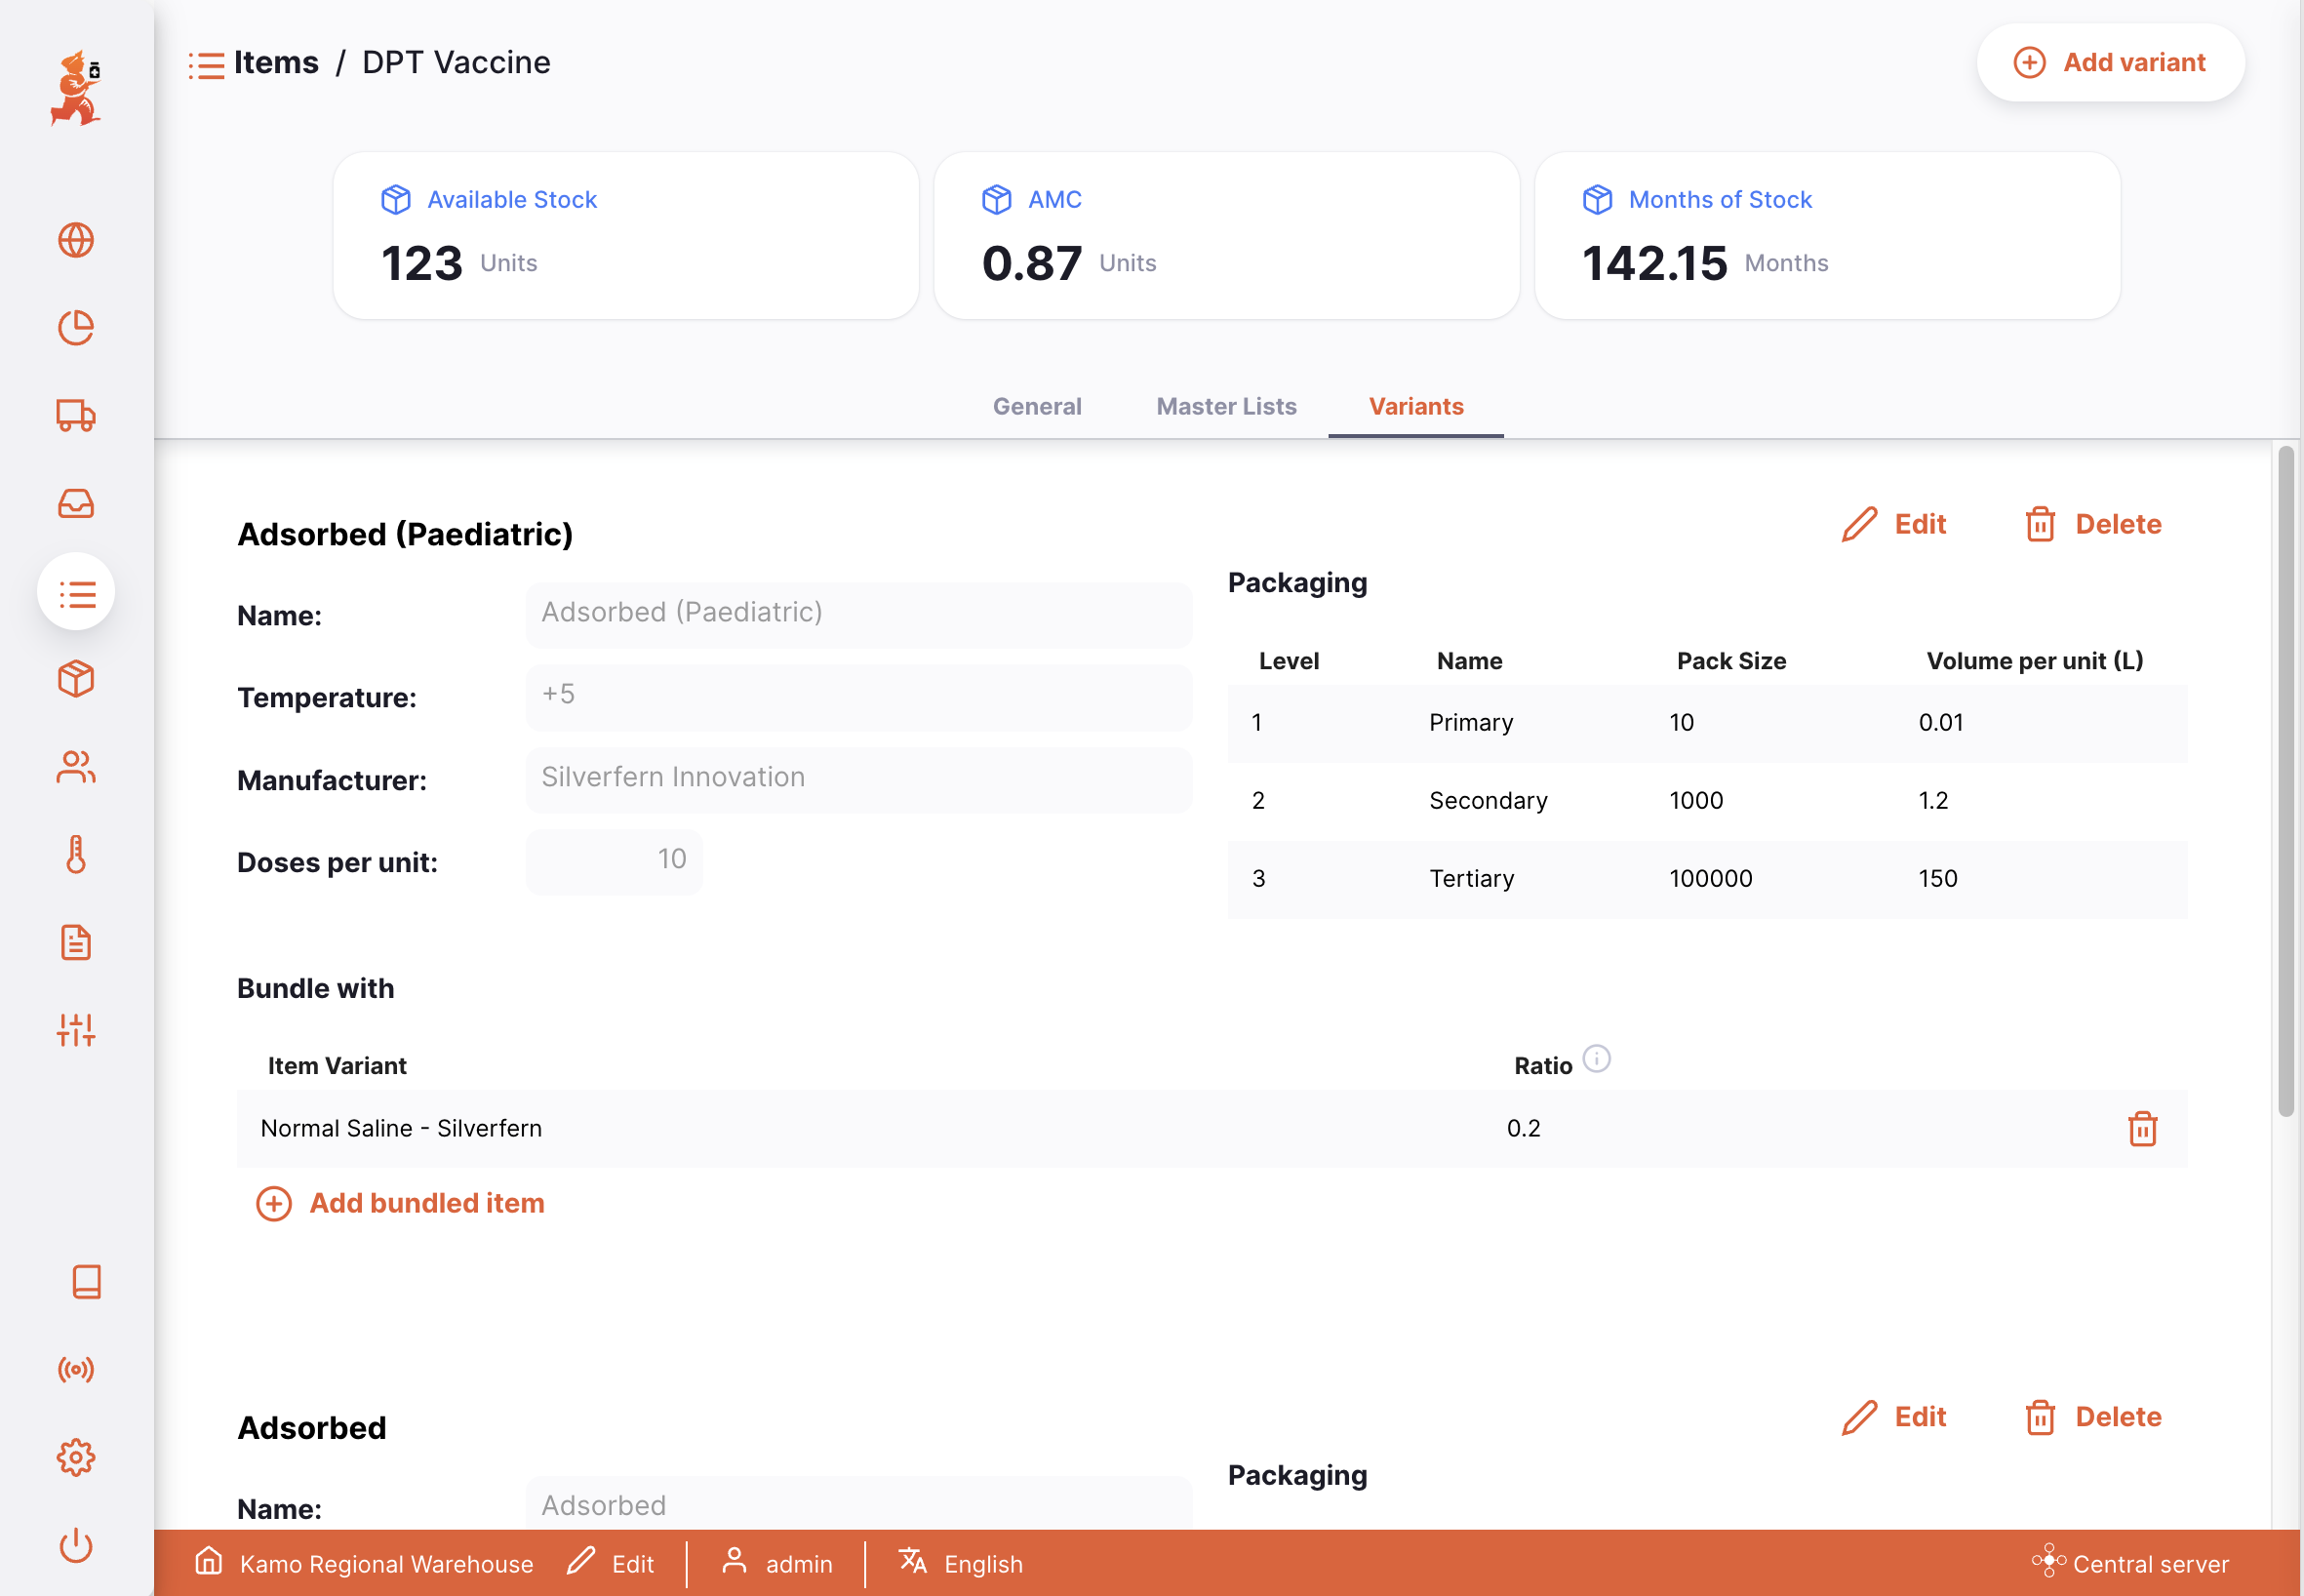 Items / DPT Vaccine
Add variant
Available Stock
123 Units
AMC
0.87 Units
Months of Stock
142.15 Months
General Master Lists Variants
Adsorbed (Paediatric)
Edit Delete
Name: Adsorbed (Paediatric)
Temperature: +5
Manufacturer: Silverfern Innovation
Doses per unit: 10
Packaging
Level Name Pack Size Volume per unit (L)
1 Primary 10 0.01
2 Secondary 1000 1.2
3 Tertiary 100000 150
Bundle with
Item Variant Ratio
Normal Saline - Silverfern 0.2
Add bundled item
Adsorbed
Edit Delete
Name: Adsorbed
Packaging
Kamo Regional Warehouse Edit admin English Central server